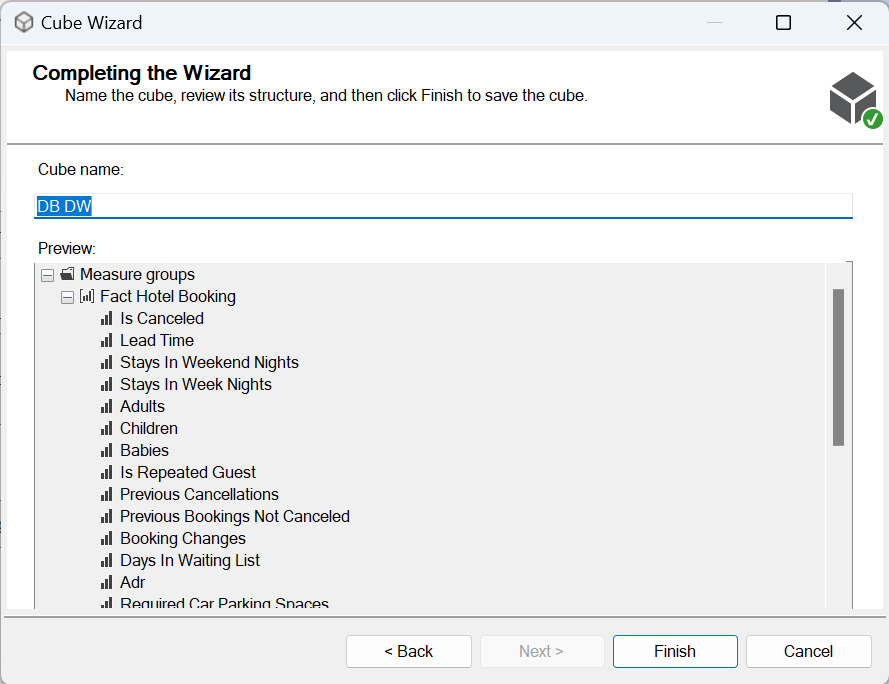 Cube Wizard
Completing the Wizard
Name the cube, review its structure, and then click Finish to save the cube.
Cube name:
DB DW
Preview:
Measure groups
Fact Hotel Booking
Is Canceled
Lead Time
Stays In Weekend Nights
Stays In Week Nights
Adults
Children
Babies
Is Repeated Guest
Previous Cancellations
Previous Bookings Not Canceled
Booking Changes
Days In Waiting List
Adr
Required Car Parking Spaces
< Back
Next >
Finish
Cancel